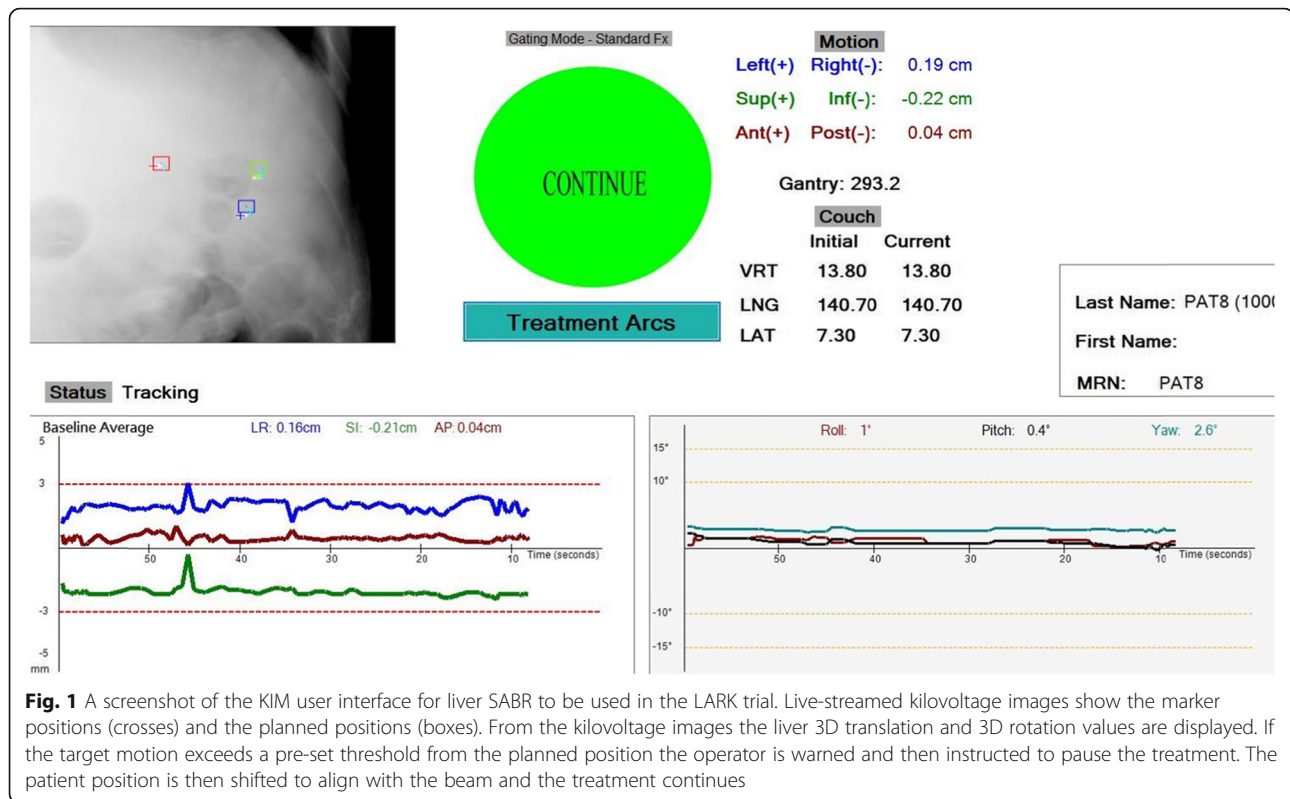 Gating Mode - Standard Fx
CONTINUE
Treatment Arcs
Motion
Left(+) Right(-): 0.19 cm
Sup(+) Inf(-): -0.22 cm
Ant(+) Post(-): 0.04 cm
Gantry: 293.2
Couch
Initial Current
VRT 13.80 13.80
LNG 140.70 140.70
LAT 7.30 7.30
Last Name: PAT8 (100
First Name:
MRN: PAT8
Status Tracking
Baseline Average LR: 0.16cm SI: -0.21cm AP: 0.04cm
5
3
50 40 30 20 10 Time (seconds)
-3
-5
mm
Roll: 1° Pitch: 0.4° Yaw: 2.6°
15°
10°
50 40 30 20 10 Time (seconds)
-10°
-15°
Fig. 1 A screenshot of the KIM user interface for liver SABR to be used in the LARK trial. Live-streamed kilovoltage images show the marker
positions (crosses) and the planned positions (boxes). From the kilovoltage images the liver 3D translation and 3D rotation values are displayed. If
the target motion exceeds a pre-set threshold from the planned position the operator is warned and then instructed to pause the treatment. The
patient position is then shifted to align with the beam and the treatment continues